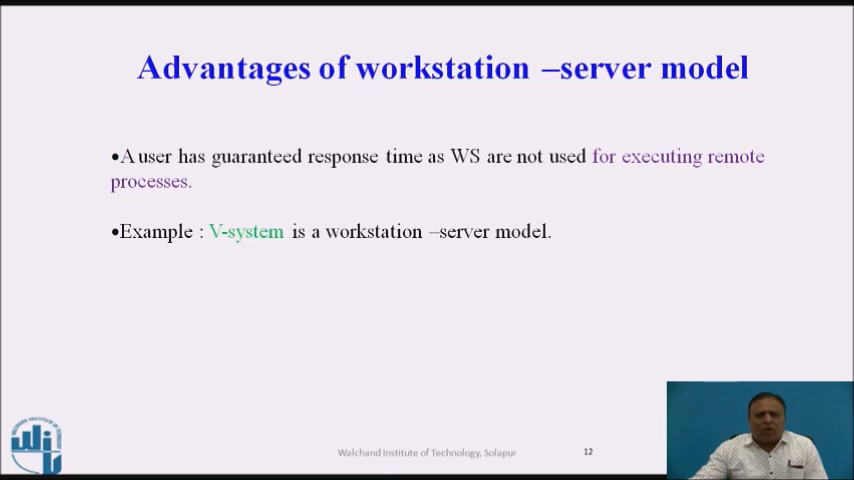 Advantages of workstation –server model
•A user has guaranteed response time as WS are not used for executing remote
processes.
•Example : V-system is a workstation –server model.
Walchand Institute of Technology, Solapur
12